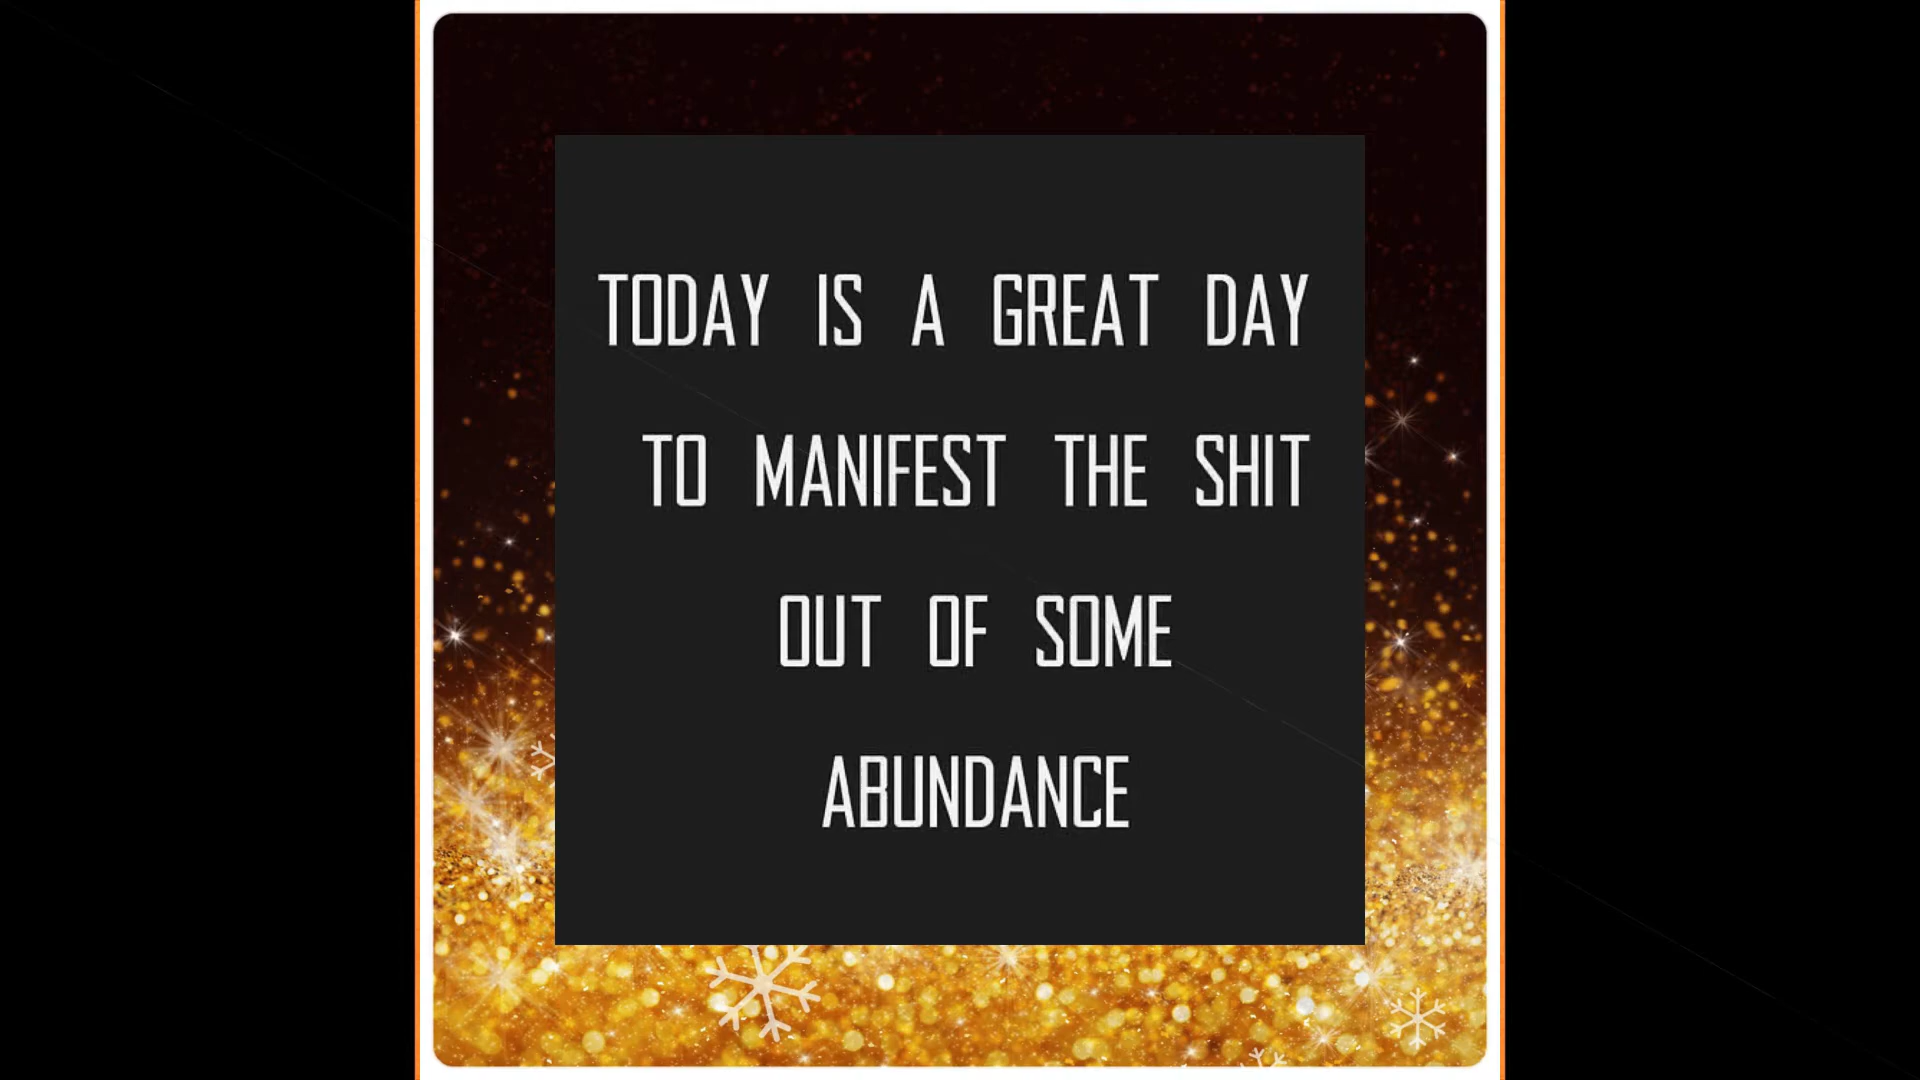 TODAY IS A GREAT DAY
TO MANIFEST THE SHIT
OUT OF SOME
ABUNDANCE